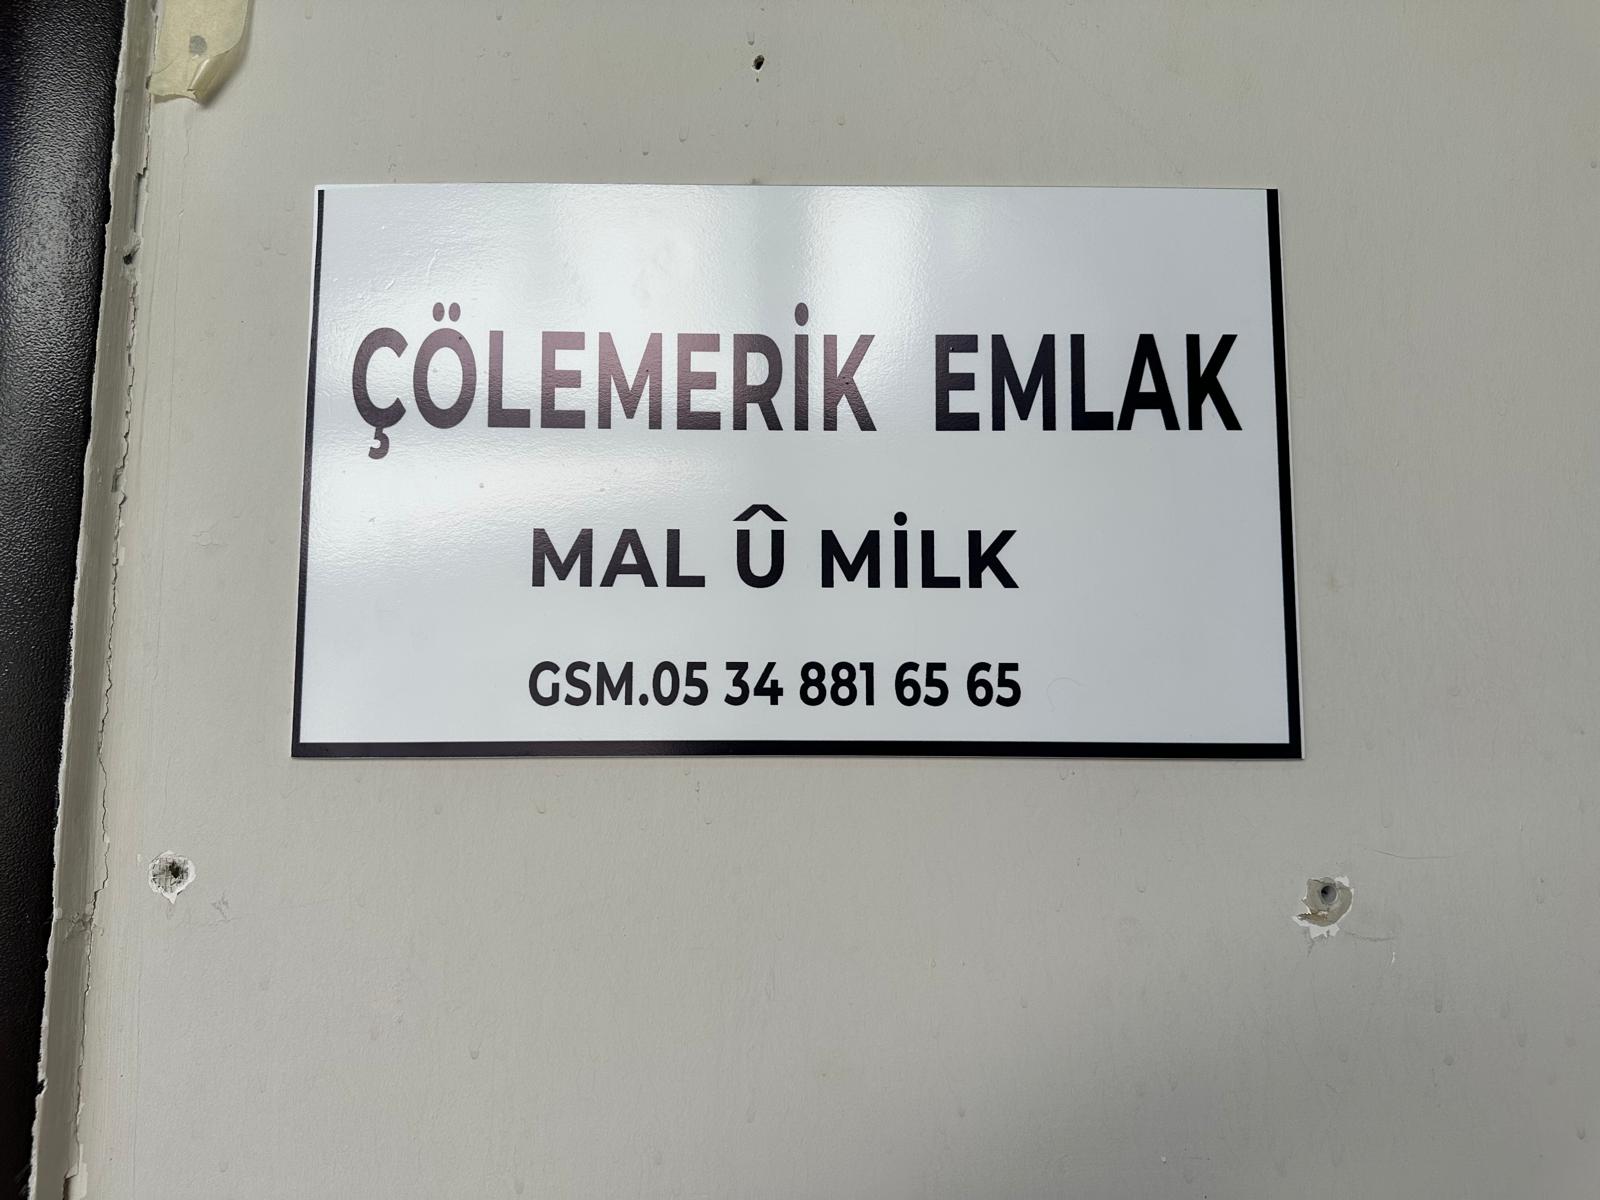 ÇÖLEMERİK EMLAK
MAL Û MİLK
GSM.05 34 881 65 65